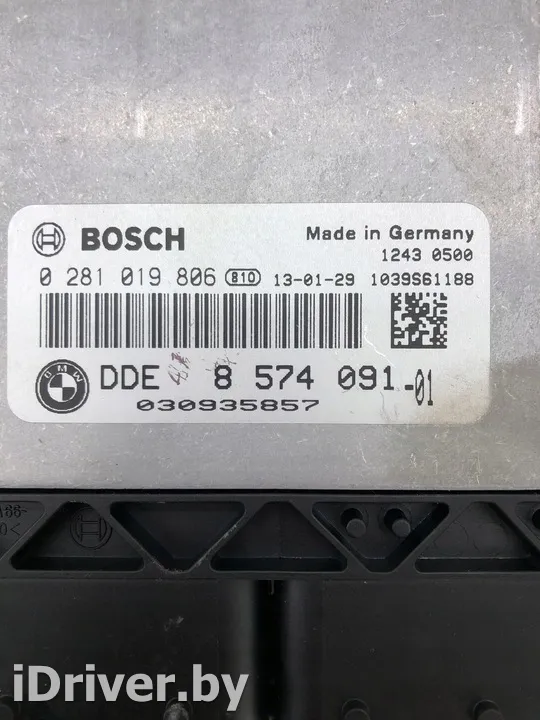 BOSCH
Made in Germany
1243 0500
0 281 019 806 810 13-01-29 1039S61188
BMW
DDE 8 574 091-01
030935857
iDriver.by